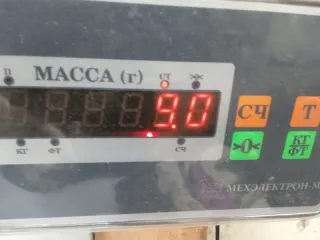 П МАССА (г) СТ
9.0 СЧ Т
КГ ФТ СЧ >0< КГ/ФТ
МЕХЭЛЕКТРОН-М